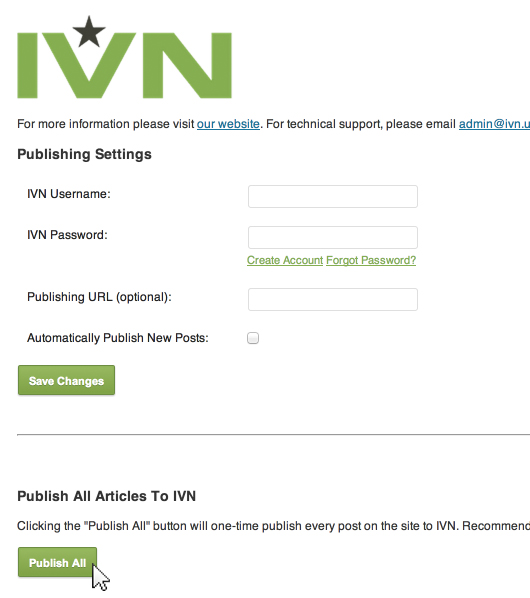 IVN
For more information please visit our website. For technical support, please email admin@ivn.u
Publishing Settings
IVN Username:
IVN Password:
Create Account Forgot Password?
Publishing URL (optional):
Automatically Publish New Posts:
Save Changes
Publish All Articles To IVN
Clicking the "Publish All" button will one-time publish every post on the site to IVN. Recommend
Publish All